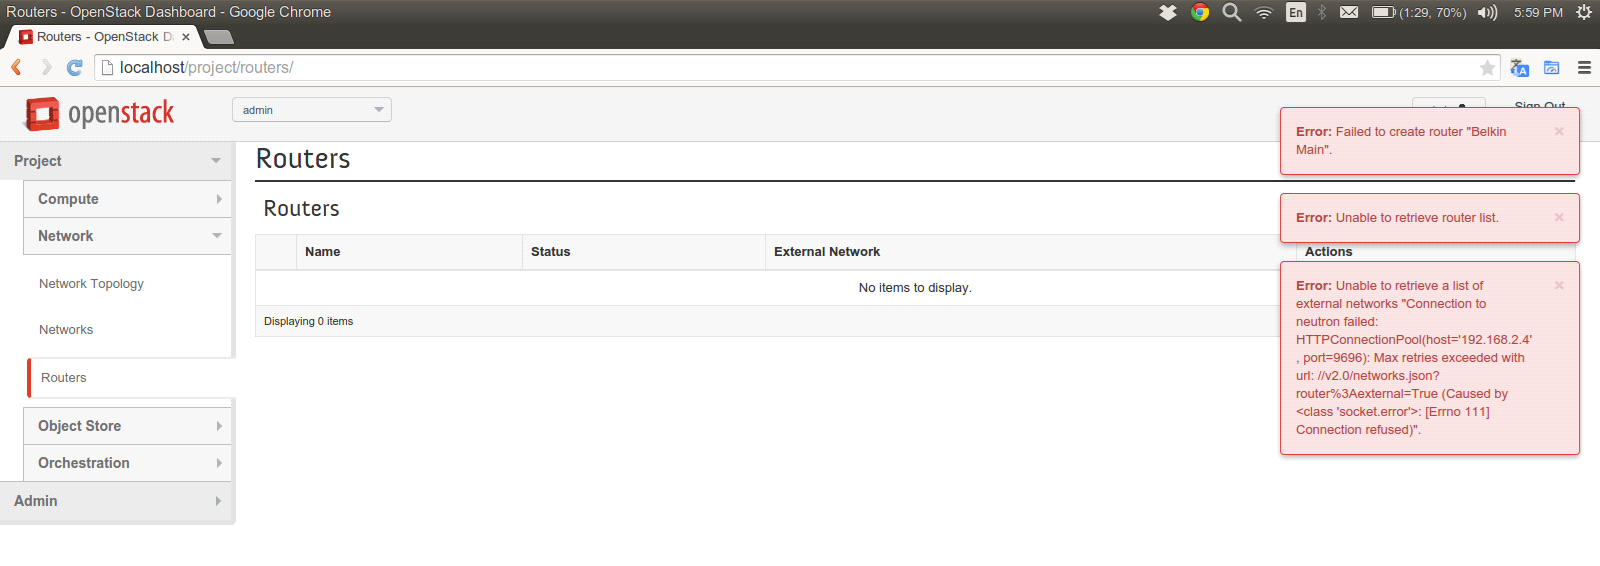 Routers - OpenStack Dashboard - Google Chrome
En
(1:29, 70%)
5:59 PM
Routers - OpenStack D
localhost/project/routers/
openstack
admin
Sign Out
Project
Compute
Network
Network Topology
Networks
Routers
Object Store
Orchestration
Admin
Routers
Routers
Name
Status
External Network
Actions
No items to display.
Displaying 0 items
Error: Failed to create router "Belkin
Main".
Error: Unable to retrieve router list.
Error: Unable to retrieve a list of
external networks "Connection to
neutron failed:
HTTPConnectionPool(host='192.168.2.4'
, port=9696): Max retries exceeded with
url: //v2.0/networks.json?
router%3Aexternal=True (Caused by
<class 'socket.error'>: [Errno 111]
Connection refused)".